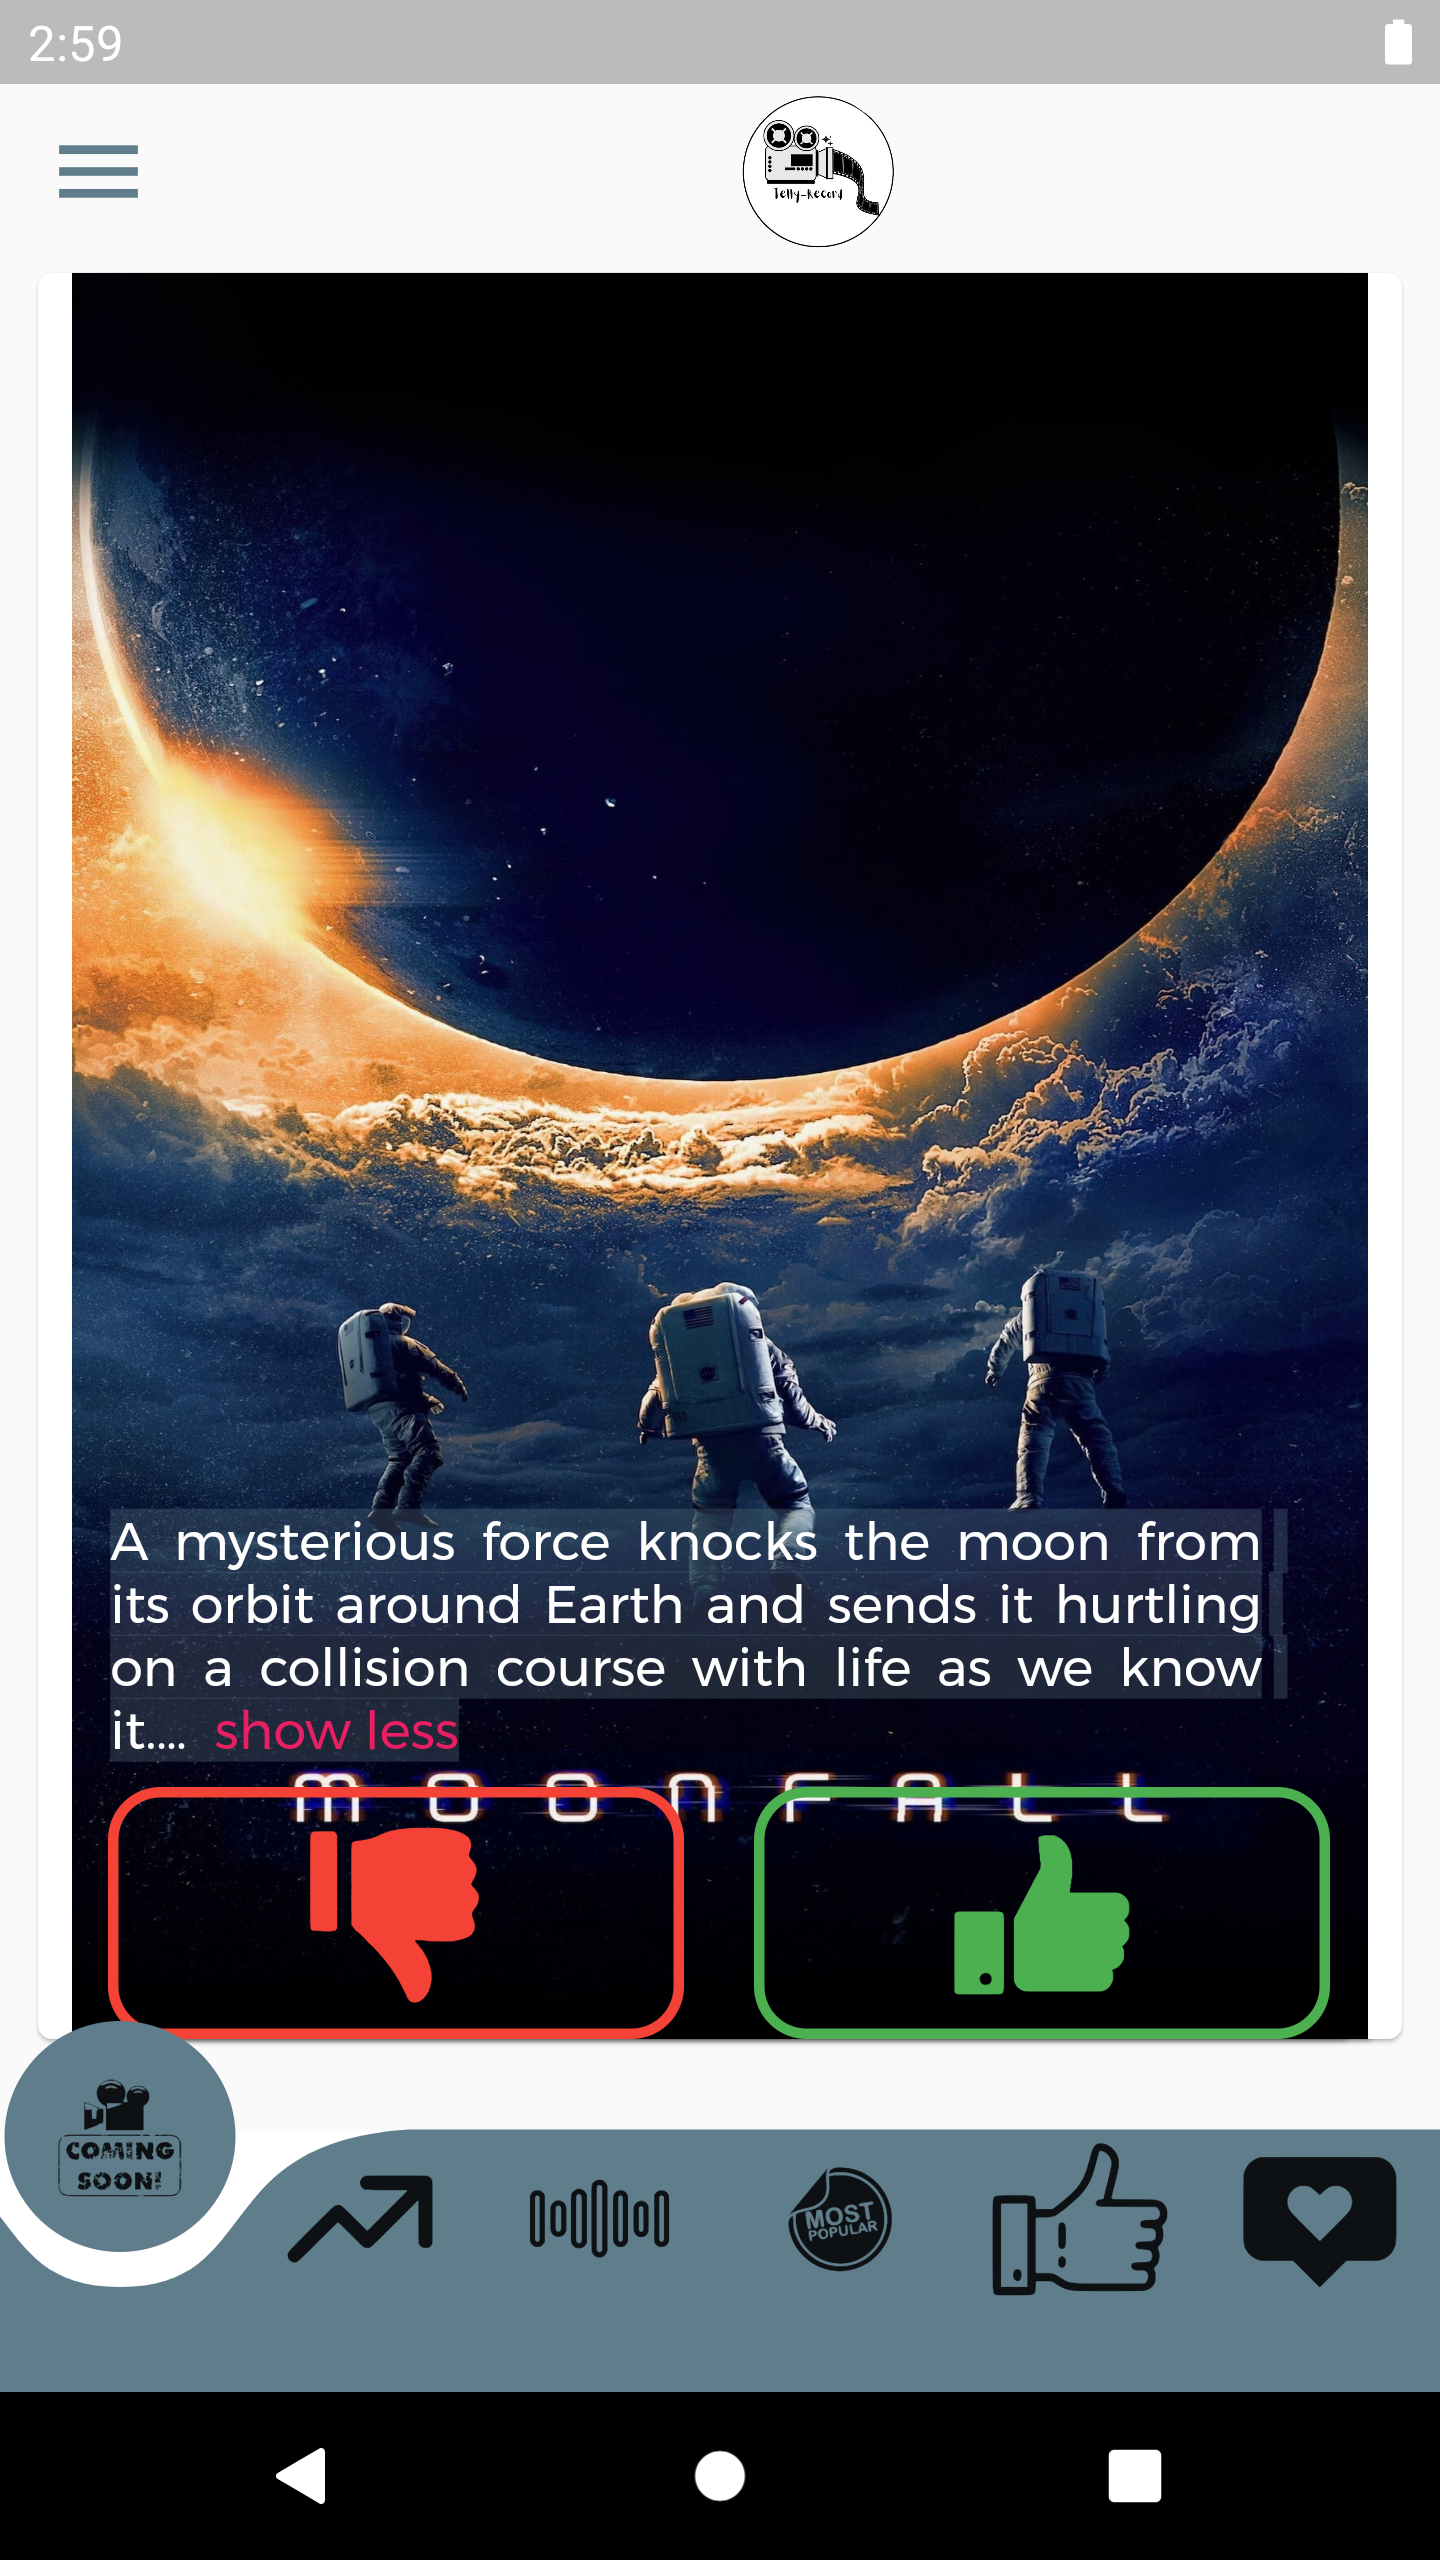 2:59
Telly-Record
A mysterious force knocks the moon from
its orbit around Earth and sends it hurtling
on a collision course with life as we know
it.... show less
MOONFALL
COMING
SOON!
MOST
POPULAR